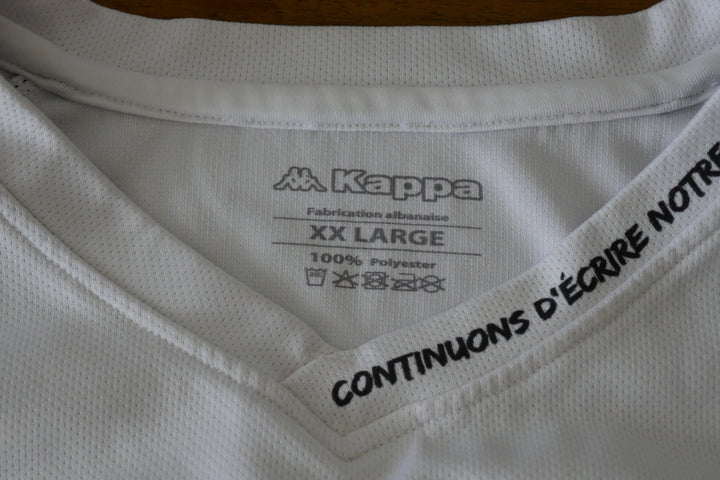 Kappa
Fabrication albanaise
XX LARGE
100% Polyester
CONTINUONS D'ÉCRIRE NOTRE